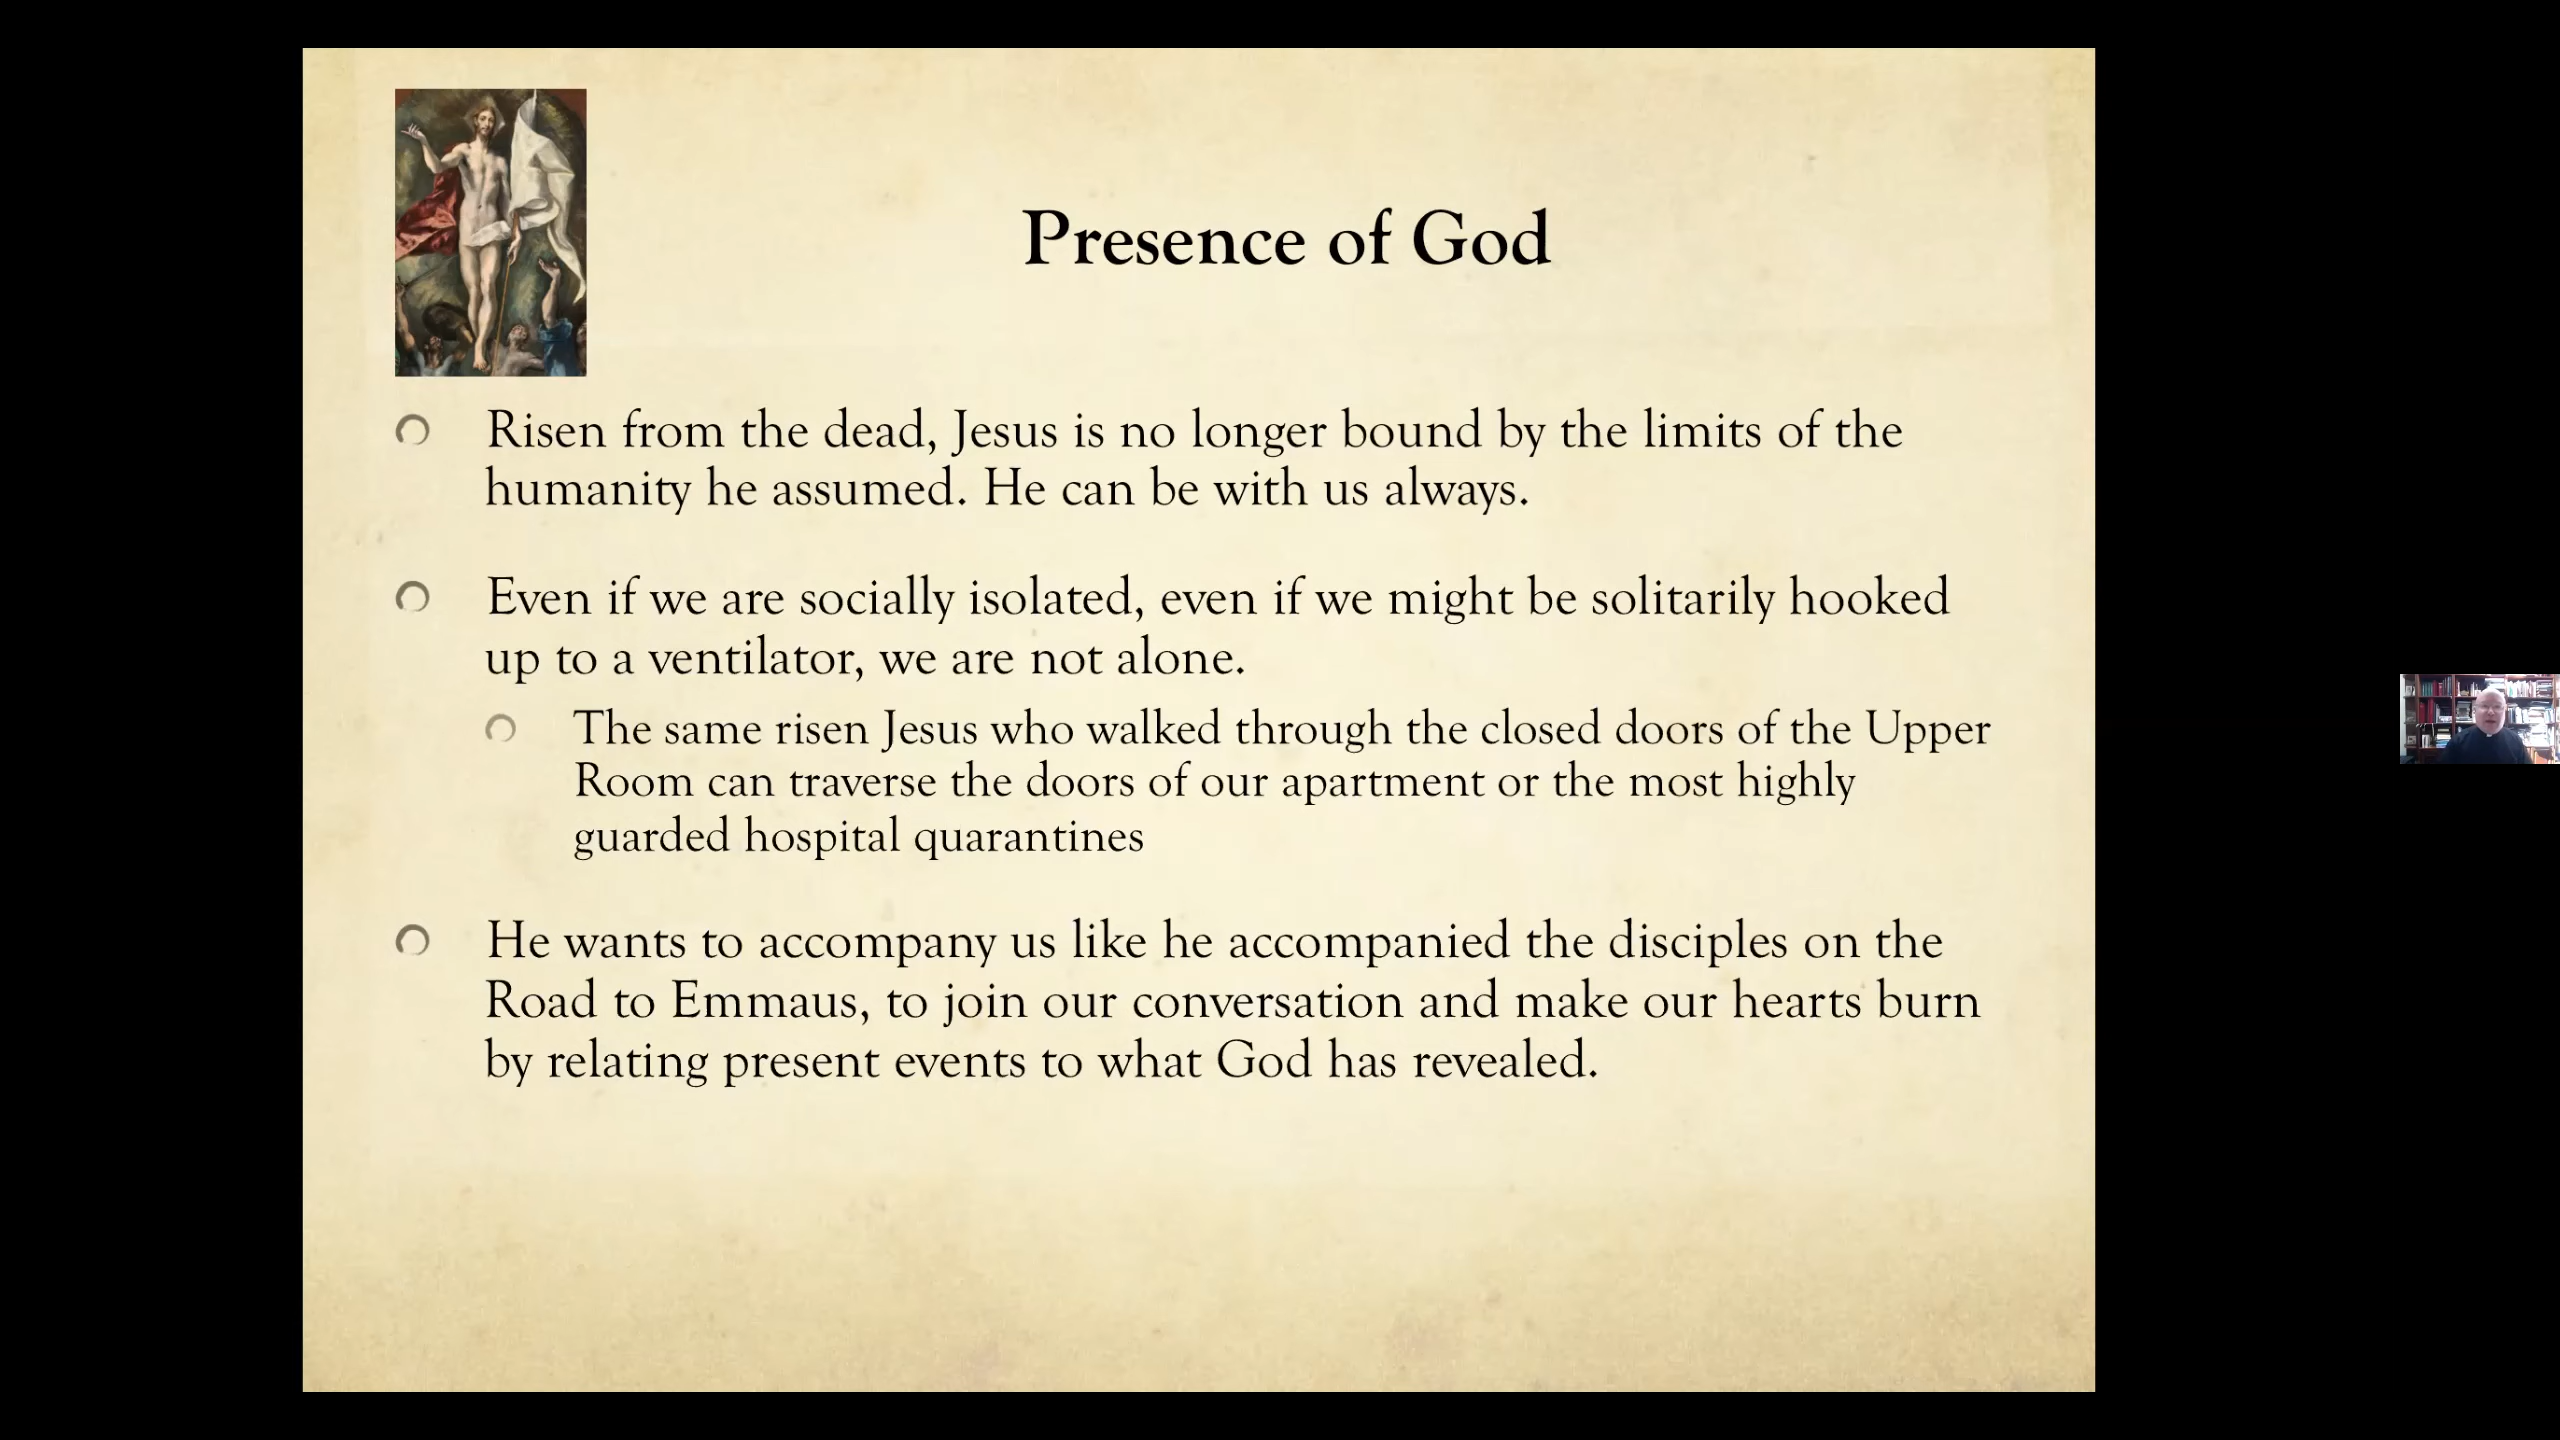 Presence of God
Risen from the dead, Jesus is no longer bound by the limits of the
humanity he assumed. He can be with us always.
Even if we are socially isolated, even if we might be solitarily hooked
up to a ventilator, we are not alone.
The same risen Jesus who walked through the closed doors of the Upper
Room can traverse the doors of our apartment or the most highly
guarded hospital quarantines
He wants to accompany us like he accompanied the disciples on the
Road to Emmaus, to join our conversation and make our hearts burn
by relating present events to what God has revealed.